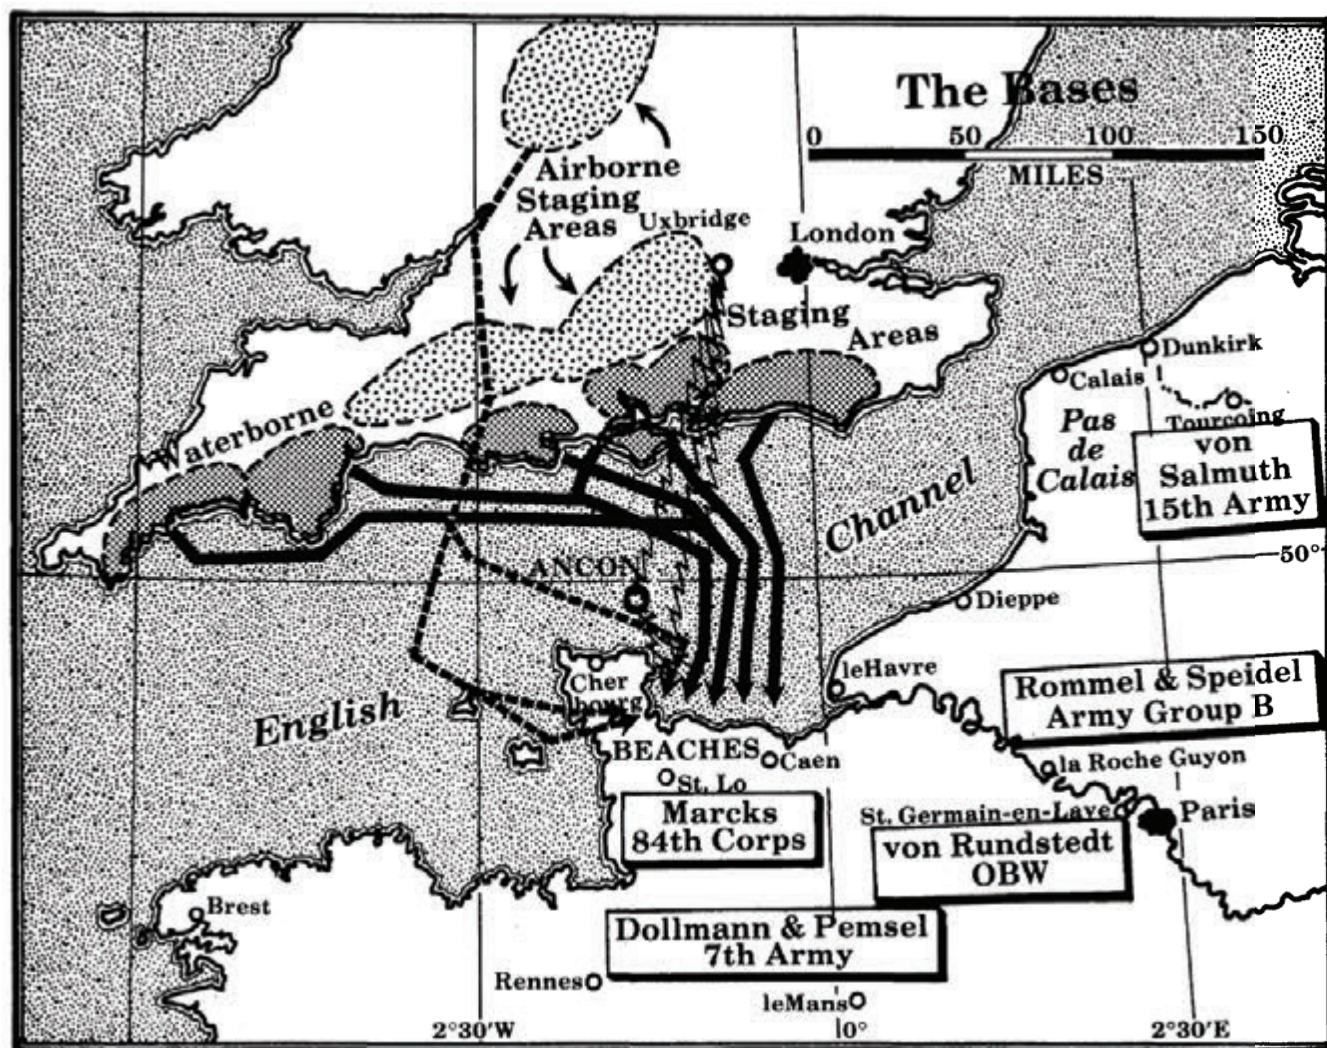 The Bases
0 50 100 150
MILES
Airborne
Staging
Areas
Uxbridge
London
Staging
Areas
Waterborne
Dunkirk
Calais
Tourcoing
Pas
de
Calais
von
Salmuth
15th Army
Channel
50°
ANCON
Dieppe
Cher
bourg
leHavre
English
Rommel & Speidel
Army Group B
BEACHES
Caen
la Roche Guyon
St. Lo
Marcks
84th Corps
St. Germain-en-Laye
Paris
von Rundstedt
OBW
Brest
Dollmann & Pemsel
7th Army
Rennes
leMans
2°30'W
0°
2°30'E